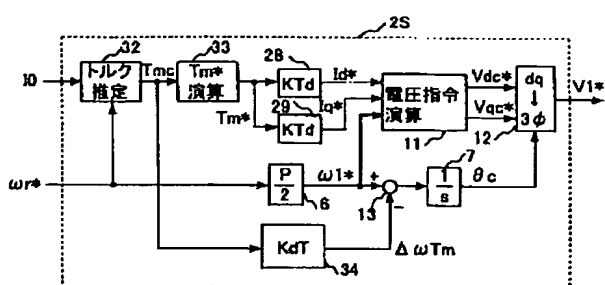 2S
32
33
28
I0
トルク
推定
Tmc
Tm*
演算
KTd
Id*
29
Tm*
KTd
Iq*
電圧指令
演算
11
Vdc*
Vqc*
12
dq
↓
3φ
V1*
ωr*
P
2
6
ω1*
+
13
−
7
1
s
θc
KdT
34
ΔωTm